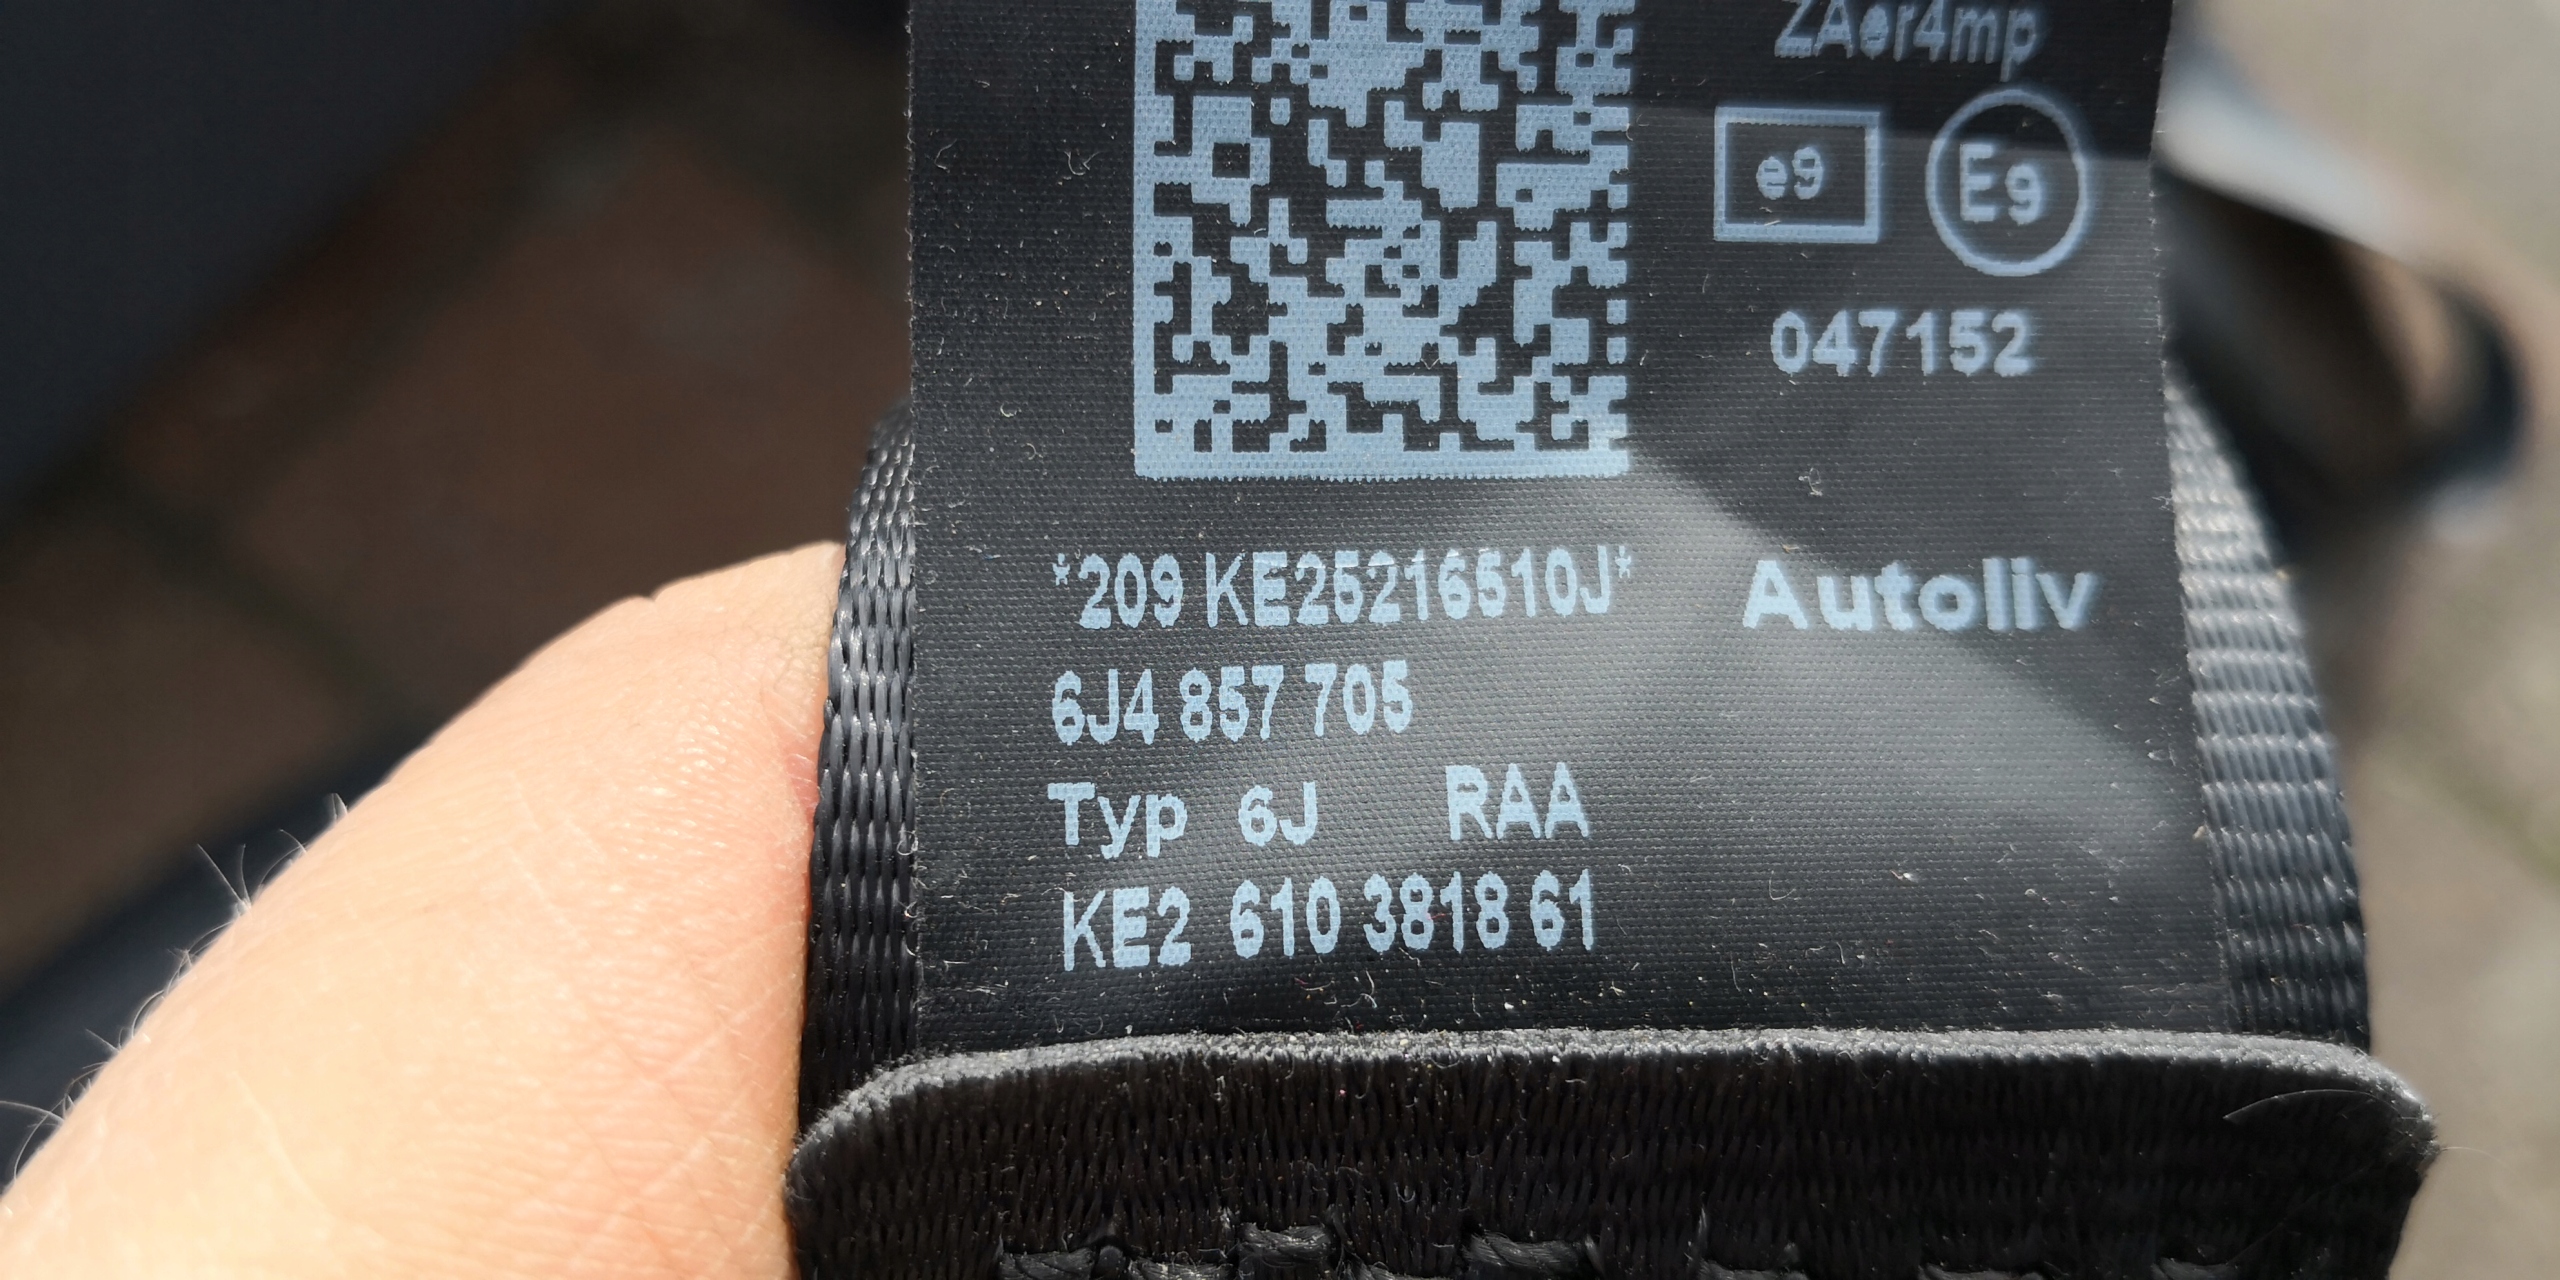 ZAer4mp
e9 E9
047152
*209 KE25216510J* Autoliv
6J4 857 705
Typ 6J RAA
KE2 610 3818 61